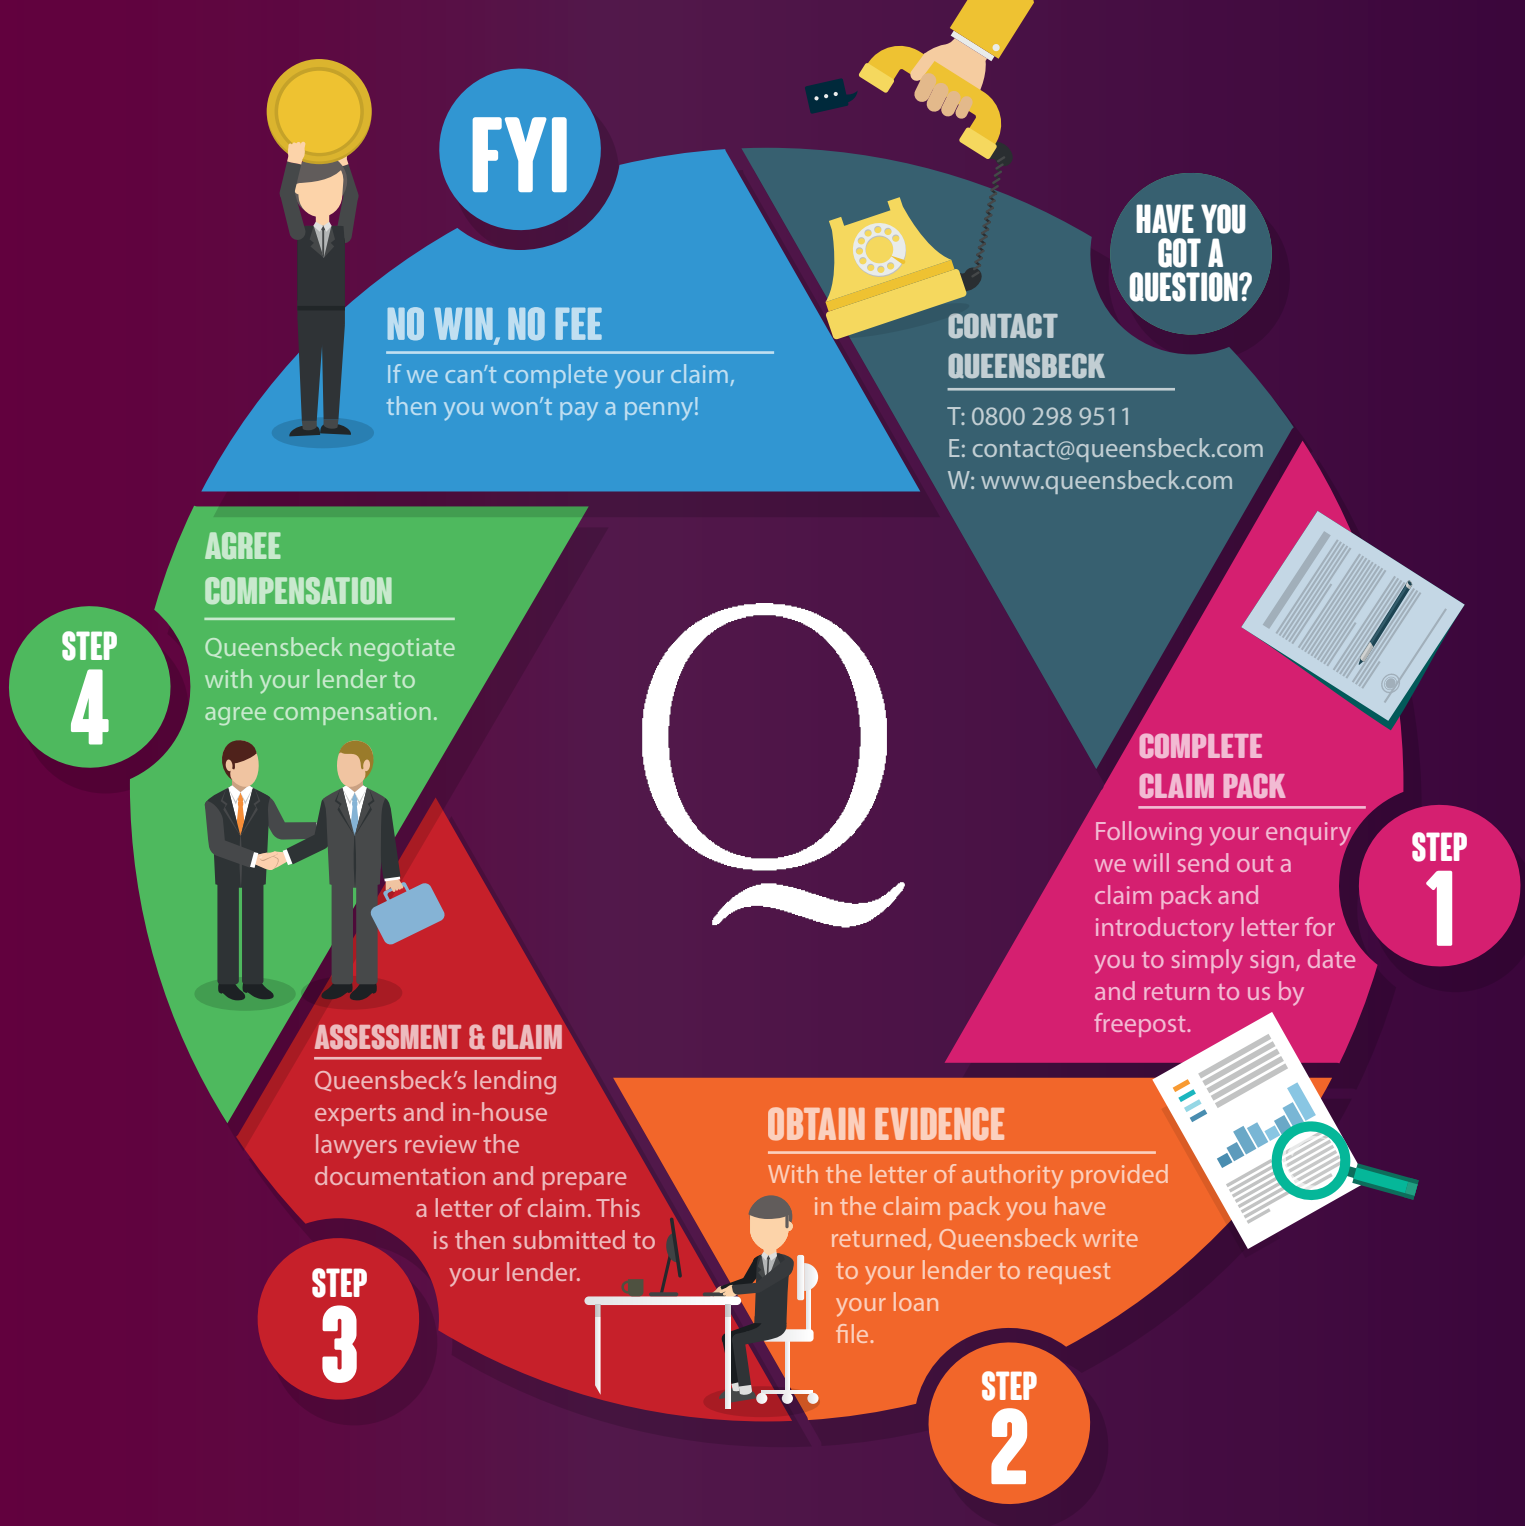 FYI
NO WIN, NO FEE
If we can't complete your claim,
then you won't pay a penny!
HAVE YOU
GOT A
QUESTION?
CONTACT
QUEENSBECK
T: 0800 298 9511
E: contact@queensbeck.com
W: www.queensbeck.com
COMPLETE
CLAIM PACK
Following your enquiry
we will send out a
claim pack and
introductory letter for
you to simply sign, date
and return to us by
freepost.
STEP
1
OBTAIN EVIDENCE
With the letter of authority provided
in the claim pack you have
returned, Queensbeck write
to your lender to request
your loan
file.
STEP
2
ASSESSMENT & CLAIM
Queensbeck's lending
experts and in-house
lawyers review the
documentation and prepare
a letter of claim. This
is then submitted to
your lender.
STEP
3
AGREE
COMPENSATION
Queensbeck negotiate
with your lender to
agree compensation.
STEP
4
Q